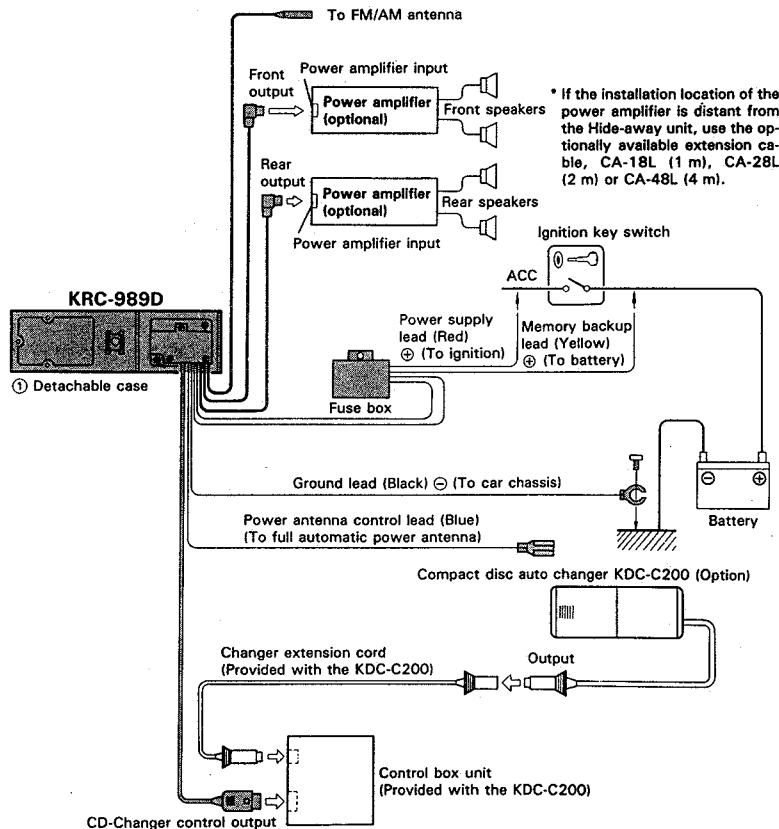 To FM/AM antenna
Front
output
Power amplifier input
Power amplifier
(optional)
Front speakers
* If the installation location of the
power amplifier is distant from
the Hide-away unit, use the op-
tionally available extension ca-
ble, CA-18L (1 m), CA-28L
(2 m) or CA-48L (4 m).
Rear
output
Power amplifier
(optional)
Rear speakers
Power amplifier input
Ignition key switch
ACC
KRC-989D
① Detachable case
Power supply
lead (Red)
⊕ (To ignition)
Memory backup
lead (Yellow)
⊕ (To battery)
Fuse box
Ground lead (Black) ⊖ (To car chassis)
⊖ ⊕
Battery
Power antenna control lead (Blue)
(To full automatic power antenna)
Compact disc auto changer KDC-C200 (Option)
Changer extension cord
(Provided with the KDC-C200)
Output
Control box unit
(Provided with the KDC-C200)
CD-Changer control output